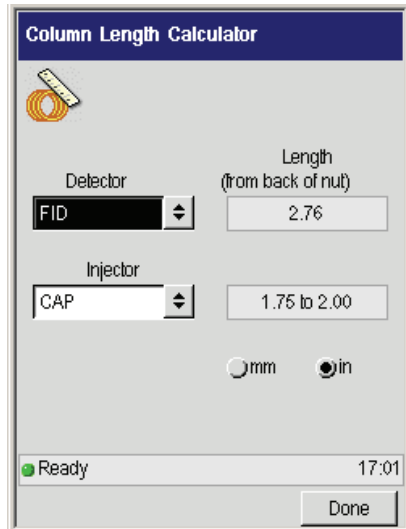 Column Length Calculator
Length
Detector (from back of nut)
FID 2.76
Injector
CAP 1.75 to 2.00
mm in
Ready 17:01
Done